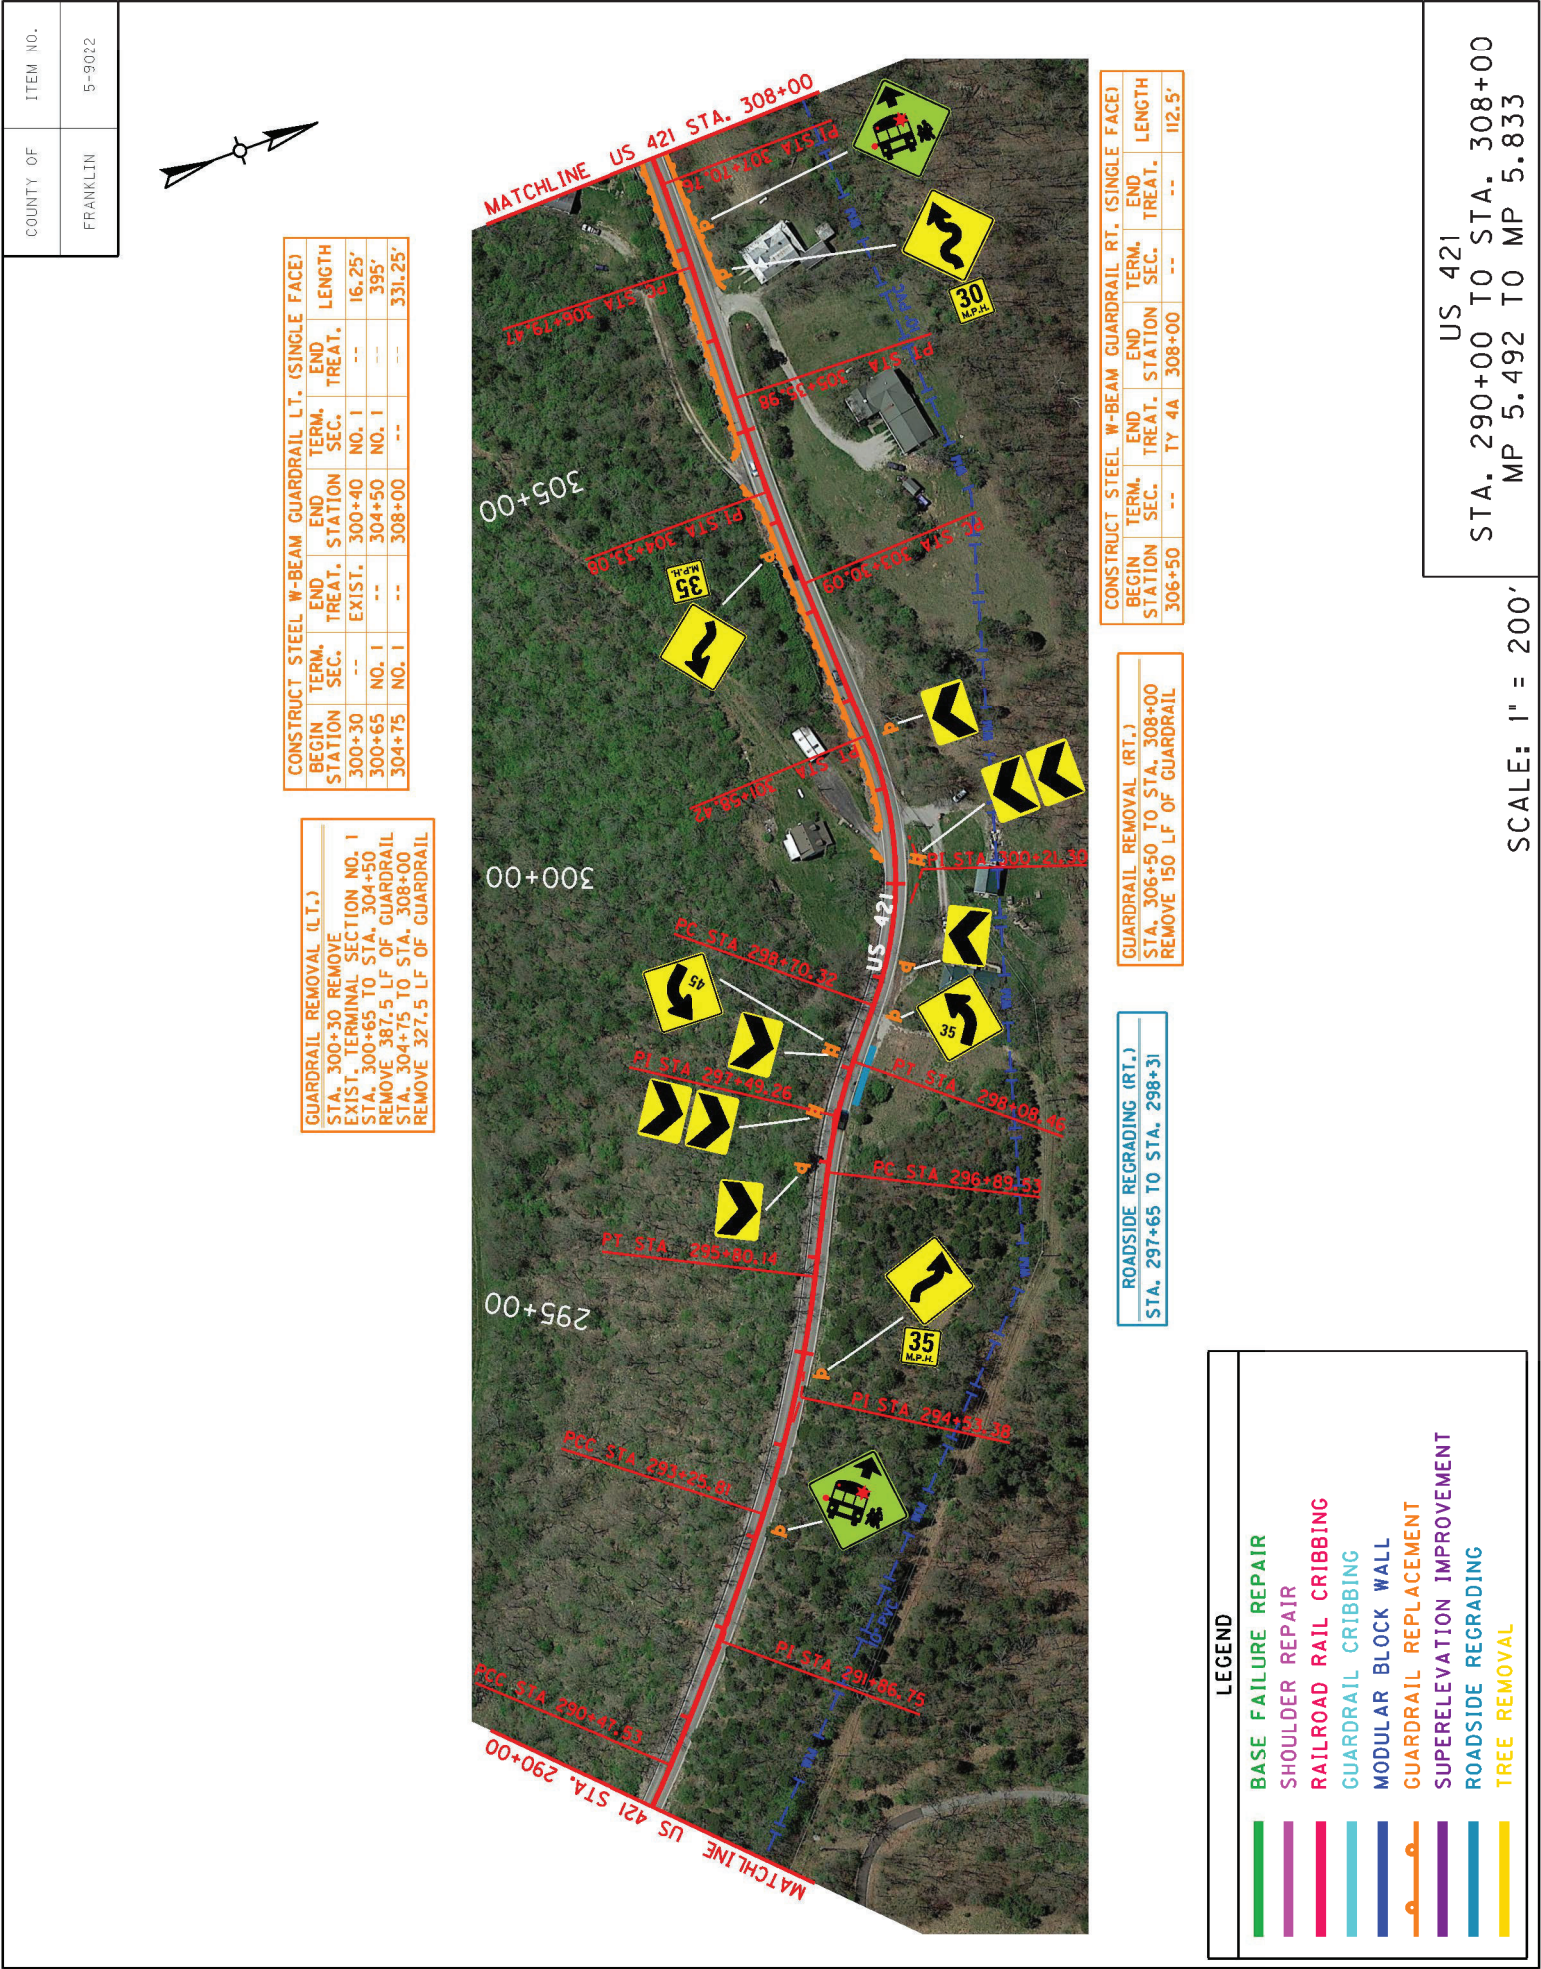 COUNTY OF
ITEM NO.
FRANKLIN
5-9022
GUARDRAIL REMOVAL (LT.)
STA. 300+30 REMOVE
EXIST. TERMINAL SECTION NO. 1
STA. 300+65 TO STA. 304+50
REMOVE 387.5 LF OF GUARDRAIL
STA. 304+75 TO STA. 308+00
REMOVE 327.5 LF OF GUARDRAIL
CONSTRUCT STEEL W-BEAM GUARDRAIL LT. (SINGLE FACE)
BEGIN STATION TERM. SEC. END TREAT. END STATION TERM. SEC. END TREAT. LENGTH
300+30 -- EXIST. 300+40 NO. 1 -- 16.25'
300+65 NO. 1 -- 304+50 NO. 1 -- 395'
304+75 NO. 1 -- 308+00 -- -- 331.25'
MATCHLINE US 421 STA. 290+00
PCC STA 290+47.53
PI STA 291+86.75
10" PVC
PCC STA 293+25.81
PI STA 294+53.38
35
M.P.H.
295+00
PT STA 295+80.14
PC STA 296+89.53
PI STA 297+49.26
PT STA 298+08.46
45
35
PC STA 298+70.32
US 421
300+00
PI STA 300+21.30
PT STA 301+58.42
35
M.P.H.
PC STA 303+30.09
PI STA 304+33.08
305+00
PT STA 305+35.98
PC STA 306+79.47
30
M.P.H.
PI STA 307+70.76
MATCHLINE US 421 STA. 308+00
ROADSIDE REGRADING (RT.)
STA. 297+65 TO STA. 298+31
GUARDRAIL REMOVAL (RT.)
STA. 306+50 TO STA. 308+00
REMOVE 150 LF OF GUARDRAIL
CONSTRUCT STEEL W-BEAM GUARDRAIL RT. (SINGLE FACE)
BEGIN STATION TERM. SEC. END TREAT. END STATION TERM. SEC. END TREAT. LENGTH
306+50 -- TY 4A 308+00 -- -- 112.5'
LEGEND
BASE FAILURE REPAIR
SHOULDER REPAIR
RAILROAD RAIL CRIBBING
GUARDRAIL CRIBBING
MODULAR BLOCK WALL
GUARDRAIL REPLACEMENT
SUPERELEVATION IMPROVEMENT
ROADSIDE REGRADING
TREE REMOVAL
SCALE: 1" = 200'
US 421
STA. 290+00 TO STA. 308+00
MP 5.492 TO MP 5.833